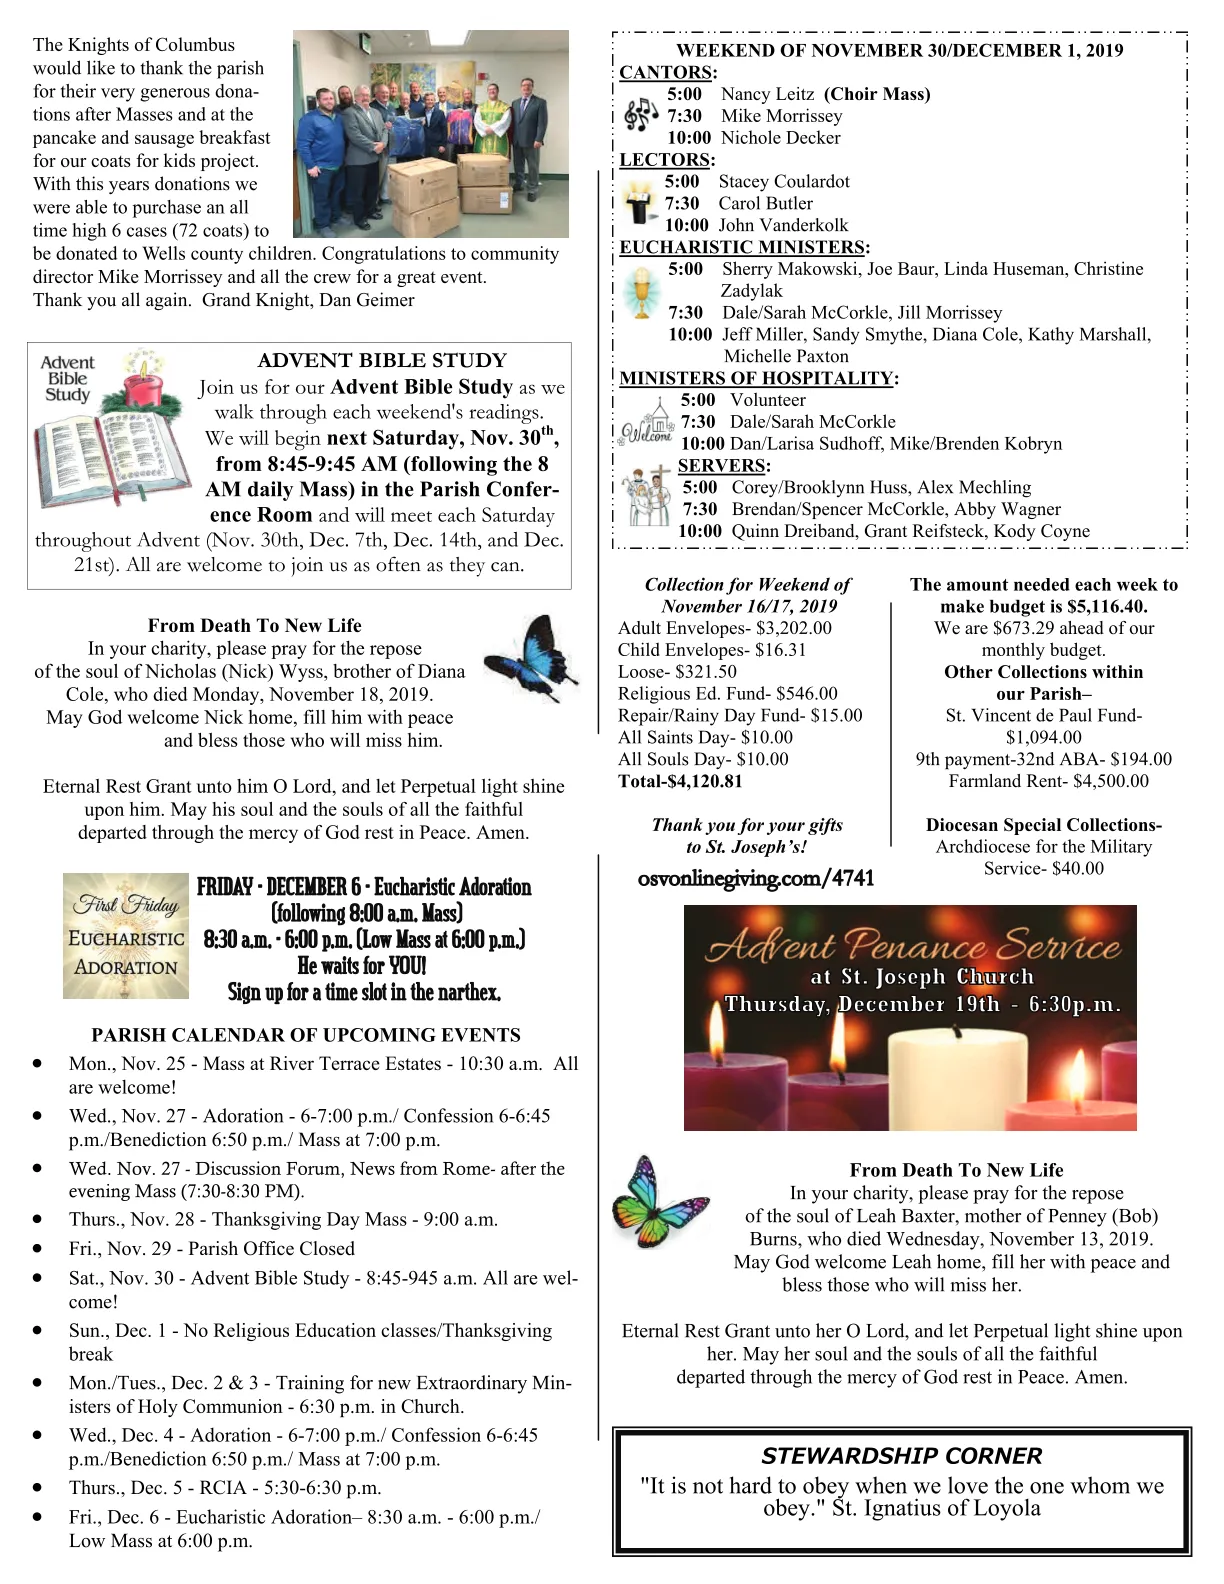 The Knights of Columbus
would like to thank the parish
for their very generous dona-
tions after Masses and at the
pancake and sausage breakfast
for our coats for kids project.
With this years donations we
were able to purchase an all
time high 6 cases (72 coats) to
be donated to Wells county children. Congratulations to community
director Mike Morrissey and all the crew for a great event.
Thank you all again.  Grand Knight, Dan Geimer
Advent
Bible
Study
ADVENT BIBLE STUDY
Join us for our Advent Bible Study as we
walk through each weekend's readings.
We will begin next Saturday, Nov. 30th,
from 8:45-9:45 AM (following the 8
AM daily Mass) in the Parish Confer-
ence Room and will meet each Saturday
throughout Advent (Nov. 30th, Dec. 7th, Dec. 14th, and Dec.
21st). All are welcome to join us as often as they can.
From Death To New Life
In your charity, please pray for the repose
of the soul of Nicholas (Nick) Wyss, brother of Diana
Cole, who died Monday, November 18, 2019.
May God welcome Nick home, fill him with peace
and bless those who will miss him.
Eternal Rest Grant unto him O Lord, and let Perpetual light shine
upon him. May his soul and the souls of all the faithful
departed through the mercy of God rest in Peace. Amen.
First Friday
EUCHARISTIC
ADORATION
FRIDAY - DECEMBER 6 - Eucharistic Adoration
(following 8:00 a.m. Mass)
8:30 a.m. - 6:00 p.m. (Low Mass at 6:00 p.m.)
He waits for YOU!
Sign up for a time slot in the narthex.
PARISH CALENDAR OF UPCOMING EVENTS
• Mon., Nov. 25 - Mass at River Terrace Estates - 10:30 a.m.  All
are welcome!
• Wed., Nov. 27 - Adoration - 6-7:00 p.m./ Confession 6-6:45
p.m./Benediction 6:50 p.m./ Mass at 7:00 p.m.
• Wed. Nov. 27 - Discussion Forum, News from Rome- after the
evening Mass (7:30-8:30 PM).
• Thurs., Nov. 28 - Thanksgiving Day Mass - 9:00 a.m.
• Fri., Nov. 29 - Parish Office Closed
• Sat., Nov. 30 - Advent Bible Study - 8:45-945 a.m. All are wel-
come!
• Sun., Dec. 1 - No Religious Education classes/Thanksgiving
break
• Mon./Tues., Dec. 2 & 3 - Training for new Extraordinary Min-
isters of Holy Communion - 6:30 p.m. in Church.
• Wed., Dec. 4 - Adoration - 6-7:00 p.m./ Confession 6-6:45
p.m./Benediction 6:50 p.m./ Mass at 7:00 p.m.
• Thurs., Dec. 5 - RCIA - 5:30-6:30 p.m.
• Fri., Dec. 6 - Eucharistic Adoration– 8:30 a.m. - 6:00 p.m./
Low Mass at 6:00 p.m.
WEEKEND OF NOVEMBER 30/DECEMBER 1, 2019
CANTORS:
5:00 Nancy Leitz (Choir Mass)
7:30 Mike Morrissey
10:00 Nichole Decker
LECTORS:
5:00 Stacey Coulardot
7:30 Carol Butler
10:00 John Vanderkolk
EUCHARISTIC MINISTERS:
5:00 Sherry Makowski, Joe Baur, Linda Huseman, Christine
Zadylak
7:30 Dale/Sarah McCorkle, Jill Morrissey
10:00 Jeff Miller, Sandy Smythe, Diana Cole, Kathy Marshall,
Michelle Paxton
MINISTERS OF HOSPITALITY:
5:00 Volunteer
Welcome
7:30 Dale/Sarah McCorkle
10:00 Dan/Larisa Sudhoff, Mike/Brenden Kobryn
SERVERS:
5:00 Corey/Brooklynn Huss, Alex Mechling
7:30 Brendan/Spencer McCorkle, Abby Wagner
10:00 Quinn Dreiband, Grant Reifsteck, Kody Coyne
Collection for Weekend of
November 16/17, 2019
Adult Envelopes- $3,202.00
Child Envelopes- $16.31
Loose- $321.50
Religious Ed. Fund- $546.00
Repair/Rainy Day Fund- $15.00
All Saints Day- $10.00
All Souls Day- $10.00
Total-$4,120.81
Thank you for your gifts
to St. Joseph's!
osvonlinegiving.com/4741
The amount needed each week to
make budget is $5,116.40.
We are $673.29 ahead of our
monthly budget.
Other Collections within
our Parish–
St. Vincent de Paul Fund-
$1,094.00
9th payment-32nd ABA- $194.00
Farmland Rent- $4,500.00
Diocesan Special Collections-
Archdiocese for the Military
Service- $40.00
Advent Penance Service
at St. Joseph Church
Thursday, December 19th - 6:30p.m.
From Death To New Life
In your charity, please pray for the repose
of the soul of Leah Baxter, mother of Penney (Bob)
Burns, who died Wednesday, November 13, 2019.
May God welcome Leah home, fill her with peace and
bless those who will miss her.
Eternal Rest Grant unto her O Lord, and let Perpetual light shine upon
her. May her soul and the souls of all the faithful
departed through the mercy of God rest in Peace. Amen.
STEWARDSHIP CORNER
"It is not hard to obey when we love the one whom we
obey." St. Ignatius of Loyola